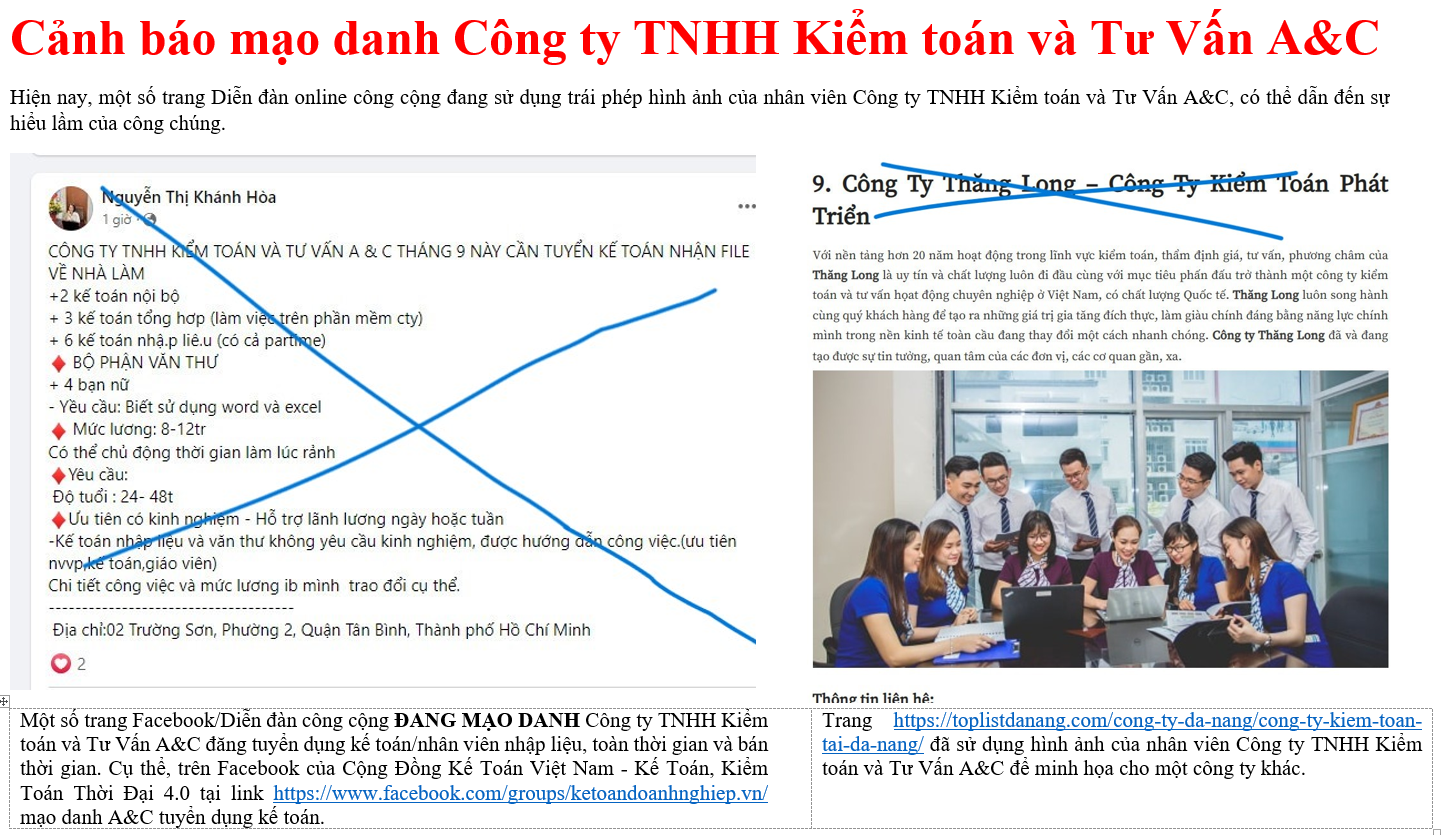 Cảnh báo mạo danh Công ty TNHH Kiểm toán và Tư Vấn A&C
Hiện nay, một số trang Diễn đàn online công cộng đang sử dụng trái phép hình ảnh của nhân viên Công ty TNHH Kiểm toán và Tư Vấn A&C, có thể dẫn đến sự
hiểu lầm của công chúng.
Nguyễn Thị Khánh Hòa
1 giờ ·
CÔNG TY TNHH KIỂM TOÁN VÀ TƯ VẤN A & C THÁNG 9 NÀY CẦN TUYỂN KẾ TOÁN NHẬN FILE
VỀ NHÀ LÀM
+2 kế toán nội bộ
+ 3 kế toán tổng hơp (làm việc trên phần mềm cty)
+ 6 kế toán nhậ.p liê.u (có cả partime)
♦ BỘ PHẬN VĂN THƯ
+ 4 bạn nữ
- Yều cầu: Biết sử dụng word và excel
♦ Mức lương: 8-12tr
Có thể chủ động thời gian làm lúc rảnh
♦Yêu cầu:
Độ tuổi : 24- 48t
♦Ưu tiên có kinh nghiệm - Hỗ trợ lãnh lương ngày hoặc tuần
-Kế toán nhập liệu và văn thư không yêu cầu kinh nghiệm, được hướng dẫn công việc.(ưu tiên
nvvp,kế toán,giáo viên)
Chi tiết công việc và mức lương ib mình trao đổi cụ thể.
-----------------------------------
Địa chỉ:02 Trường Sơn, Phường 2, Quận Tân Bình, Thành phố Hồ Chí Minh
2
9. Công Ty Thăng Long – Công Ty Kiểm Toán Phát
Triển
Với nền tảng hơn 20 năm hoạt động trong lĩnh vực kiểm toán, thẩm định giá, tư vấn, phương châm của
Thăng Long là uy tín và chất lượng luôn đi đầu cùng với mục tiêu phấn đấu trở thành một công ty kiểm
toán và tư vấn họat động chuyên nghiệp ở Việt Nam, có chất lượng Quốc tế. Thăng Long luôn song hành
cùng quý khách hàng để tạo ra những giá trị gia tăng đích thực, làm giàu chính đáng bằng năng lực chính
mình trong nền kinh tế toàn cầu đang thay đổi một cách nhanh chóng. Công ty Thăng Long đã và đang
tạo được sự tin tưởng, quan tâm của các đơn vị, các cơ quan gần, xa.
Thông tin liên hệ:
Một số trang Facebook/Diễn đàn công cộng ĐANG MẠO DANH Công ty TNHH Kiểm
toán và Tư Vấn A&C đăng tuyển dụng kế toán/nhân viên nhập liệu, toàn thời gian và bán
thời gian. Cụ thể, trên Facebook của Cộng Đồng Kế Toán Việt Nam - Kế Toán, Kiểm
Toán Thời Đại 4.0 tại link https://www.facebook.com/groups/ketoandoanhnghiep.vn/
mạo danh A&C tuyển dụng kế toán.
Trang https://toplistdanang.com/cong-ty-da-nang/cong-ty-kiem-toan-
tai-da-nang/ đã sử dụng hình ảnh của nhân viên Công ty TNHH Kiểm
toán và Tư Vấn A&C để minh họa cho một công ty khác.